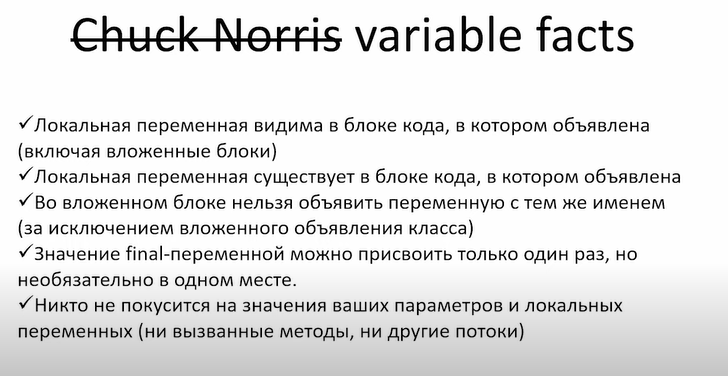 Chuck Norris variable facts
✓Локальная переменная видима в блоке кода, в котором объявлена
(включая вложенные блоки)
✓Локальная переменная существует в блоке кода, в котором объявлена
✓Во вложенном блоке нельзя объявить переменную с тем же именем
(за исключением вложенного объявления класса)
✓Значение final-переменной можно присвоить только один раз, но
необязательно в одном месте.
✓Никто не покусится на значения ваших параметров и локальных
переменных (ни вызванные методы, ни другие потоки)